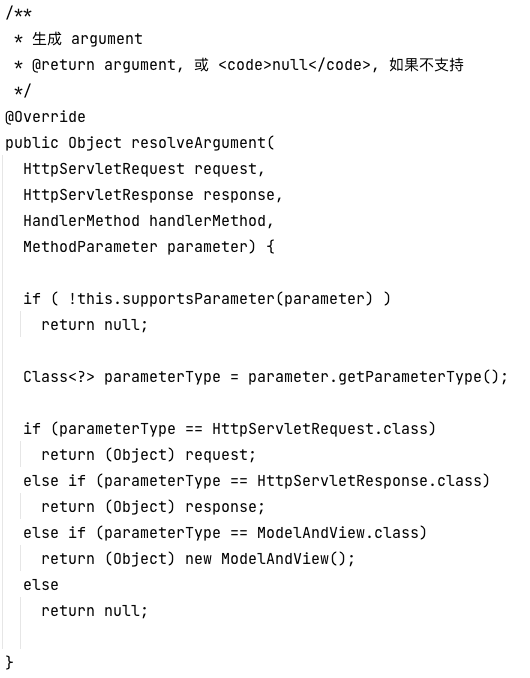 /**
 * 生成 argument
 * @return argument, 或 <code>null</code>, 如果不支持
 */
@Override
public Object resolveArgument(
  HttpServletRequest request,
  HttpServletResponse response,
  HandlerMethod handlerMethod,
  MethodParameter parameter) {

  if ( !this.supportsParameter(parameter) )
    return null;

  Class<?> parameterType = parameter.getParameterType();

  if (parameterType == HttpServletRequest.class)
    return (Object) request;
  else if (parameterType == HttpServletResponse.class)
    return (Object) response;
  else if (parameterType == ModelAndView.class)
    return (Object) new ModelAndView();
  else
    return null;

}